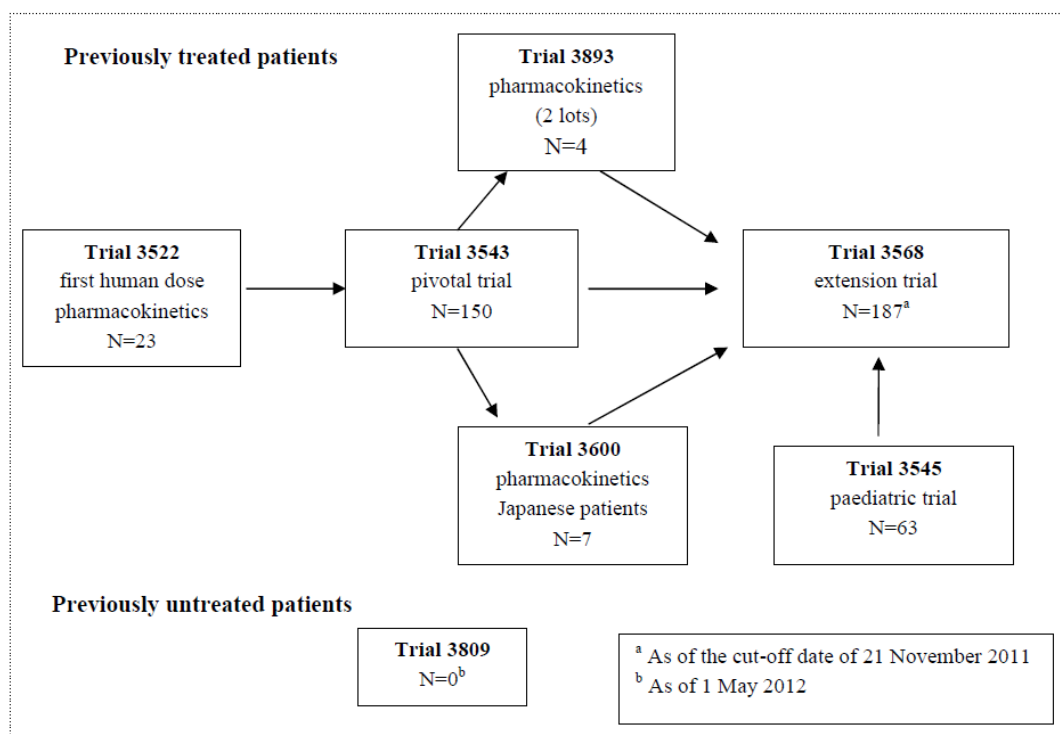 Previously treated patients
Trial 3893
pharmacokinetics
(2 lots)
N=4
Trial 3522
first human dose
pharmacokinetics
N=23
Trial 3543
pivotal trial
N=150
Trial 3568
extension trial
N=187ᵃ
Trial 3600
pharmacokinetics
Japanese patients
N=7
Trial 3545
paediatric trial
N=63
Previously untreated patients
Trial 3809
N=0ᵇ
ᵃ As of the cut-off date of 21 November 2011
ᵇ As of 1 May 2012